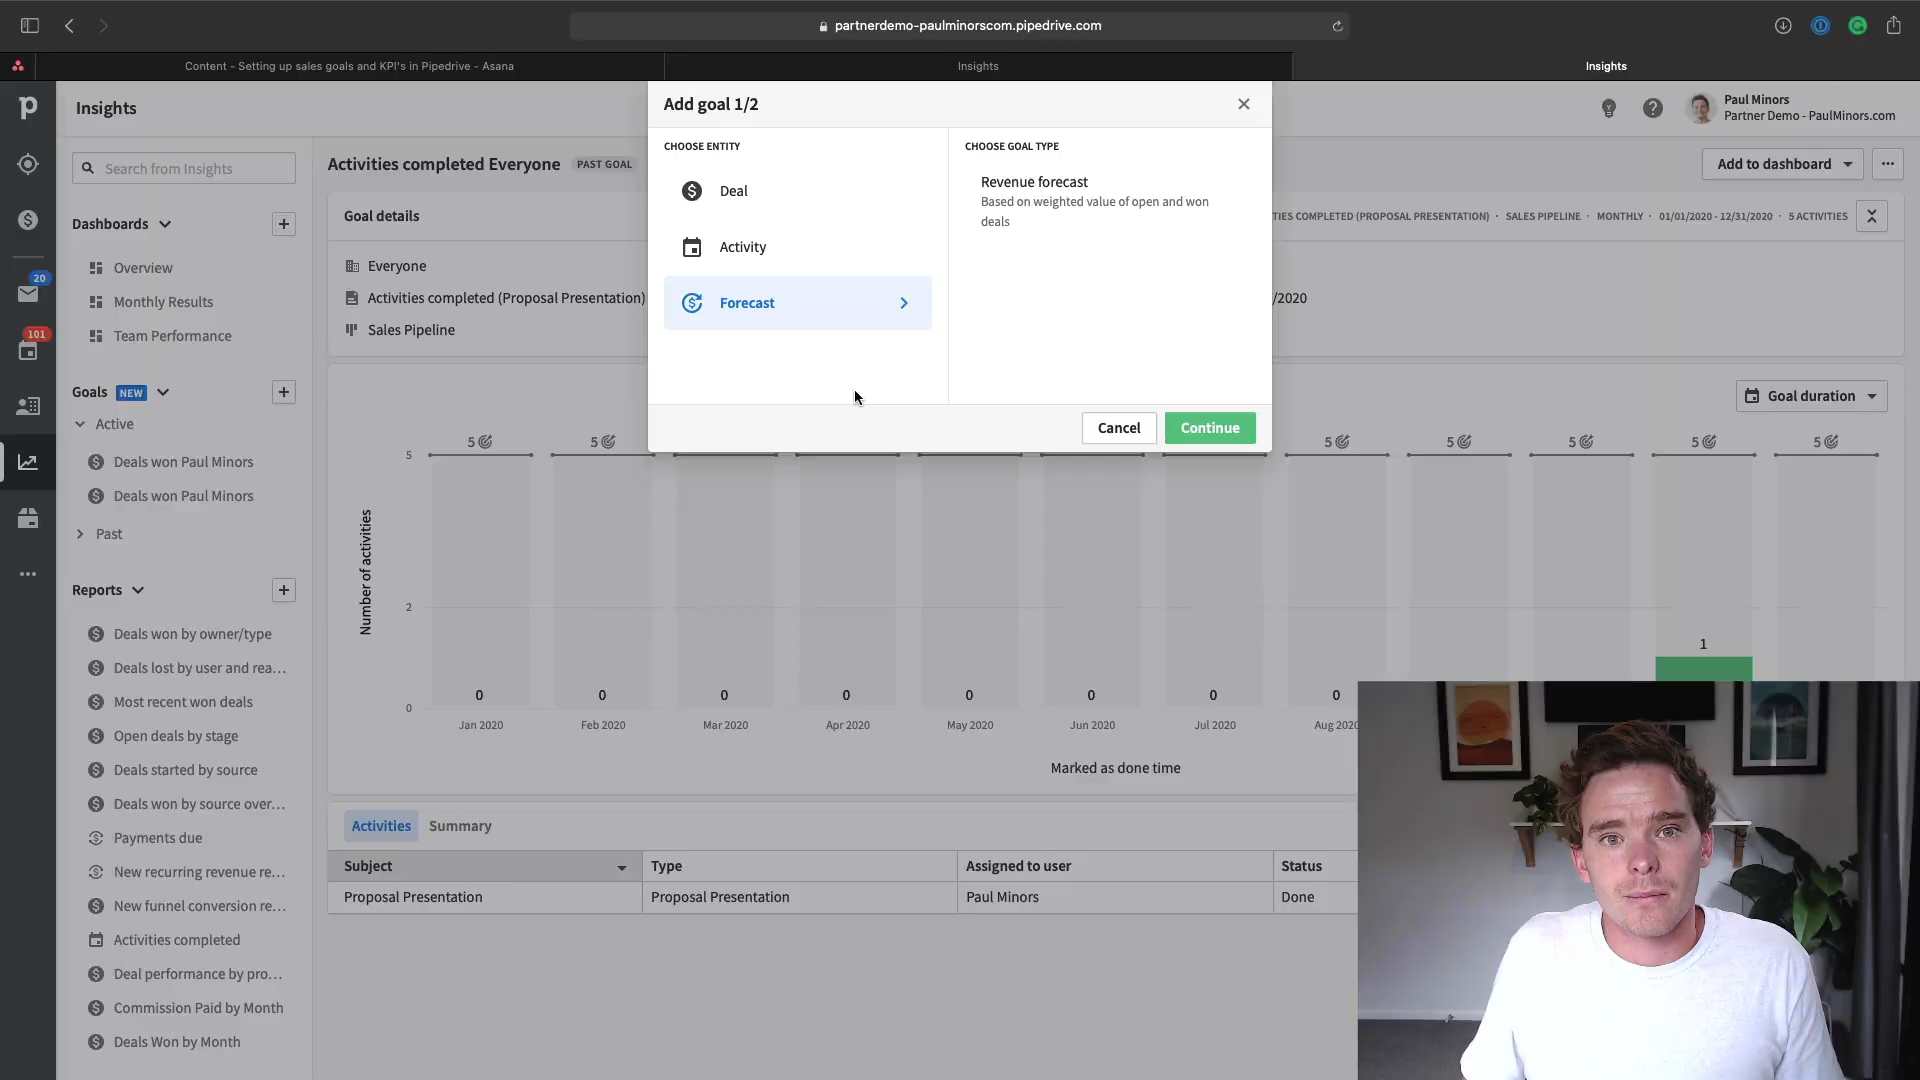 partnerdemo-paulminorscom.pipedrive.com
Content - Setting up sales goals and KPI's in Pipedrive - Asana
Insights
Insights
Insights
Paul Minors
Partner Demo - PaulMinors.com
Add goal 1/2
CHOOSE ENTITY
Deal
Activity
Forecast
CHOOSE GOAL TYPE
Revenue forecast
Based on weighted value of open and won
deals
Cancel
Continue
Search from Insights
Dashboards
Overview
Monthly Results
Team Performance
20
101
Goals NEW
Active
Deals won Paul Minors
Deals won Paul Minors
Past
Reports
Deals won by owner/type
Deals lost by user and rea...
Most recent won deals
Open deals by stage
Deals started by source
Deals won by source over...
Payments due
New recurring revenue re...
New funnel conversion re...
Activities completed
Deal performance by pro...
Commission Paid by Month
Deals Won by Month
Activities completed Everyone PAST GOAL
Add to dashboard
Goal details
TIES COMPLETED (PROPOSAL PRESENTATION) · SALES PIPELINE · MONTHLY · 01/01/2020 - 12/31/2020 · 5 ACTIVITIES
Everyone
Activities completed (Proposal Presentation)
/2020
Sales Pipeline
Goal duration
5 5 5 5 5 5 5
Number of activities
5
2
0
0 0 0 0 0 0 0 0 1
Jan 2020 Feb 2020 Mar 2020 Apr 2020 May 2020 Jun 2020 Jul 2020 Aug 2020
Marked as done time
Activities Summary
Subject Type Assigned to user Status
Proposal Presentation Proposal Presentation Paul Minors Done